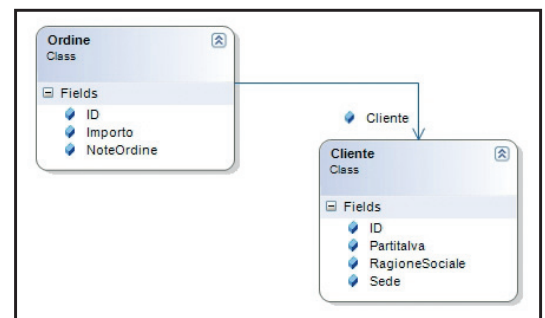 Ordine
Class
Fields
ID
Importo
NoteOrdine
Cliente
Cliente
Class
Fields
ID
PartitaIva
RagioneSociale
Sede